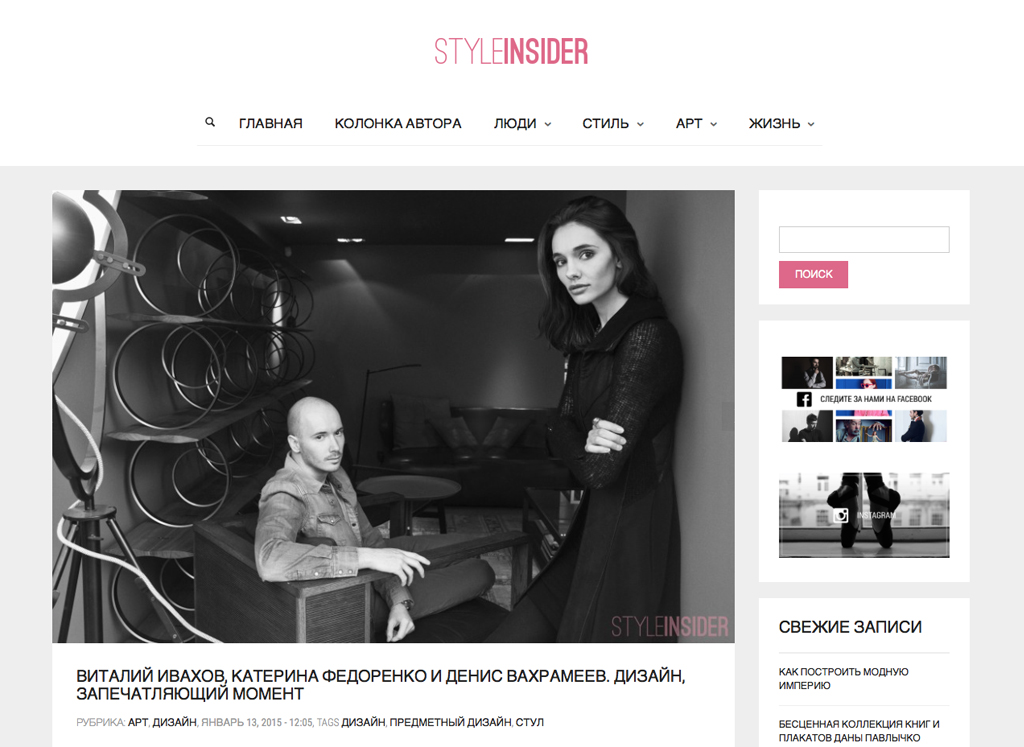 STYLEINSIDER
ГЛАВНАЯ КОЛОНКА АВТОРА ЛЮДИ СТИЛЬ АРТ ЖИЗНЬ
STYLEINSIDER
ВИТАЛИЙ ИВАХОВ, КАТЕРИНА ФЕДОРЕНКО И ДЕНИС ВАХРАМЕЕВ. ДИЗАЙН,
ЗАПЕЧАТЛЯЮЩИЙ МОМЕНТ
РУБРИКА: АРТ, ДИЗАЙН, ЯНВАРЬ 13, 2015 - 12:05, TAGS ДИЗАЙН, ПРЕДМЕТНЫЙ ДИЗАЙН, СТУЛ
ПОИСК
СЛЕДИТЕ ЗА НАМИ НА FACEBOOK
INSTAGRAM
СВЕЖИЕ ЗАПИСИ
КАК ПОСТРОИТЬ МОДНУЮ
ИМПЕРИЮ
БЕСЦЕННАЯ КОЛЛЕКЦИЯ КНИГ И
ПЛАКАТОВ ДАНЫ ПАВЛЫЧКО